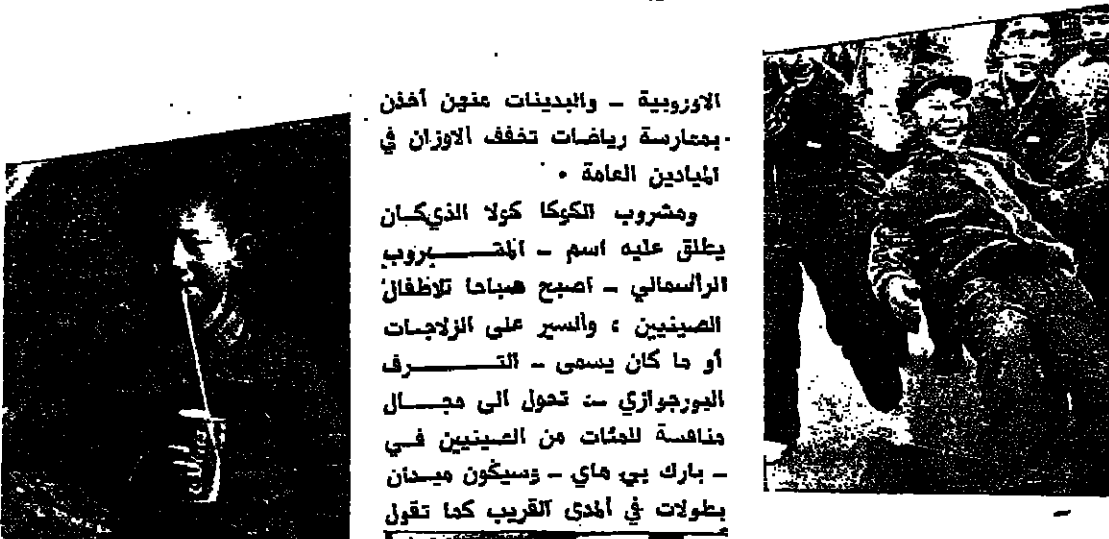 الاوروبية – والبدينات منهن أخذن
بممارسة رياضات تخفف الاوزان في
الميادين العامة •
ومشروب الكوكا كولا الذي كان
يطلق عليه اسم – المشروب
الرأسمالي – اصبح مباحا للاطفال
الصينيين ، والسير على الزلاجات
أو ما كان يسمى – الترف
البورجوازي – تحول الى مجال
منافسة للمئات من الصينيين في
– بارك بي هاي – وسيكون ميدان
بطولات في المدى القريب كما تقول